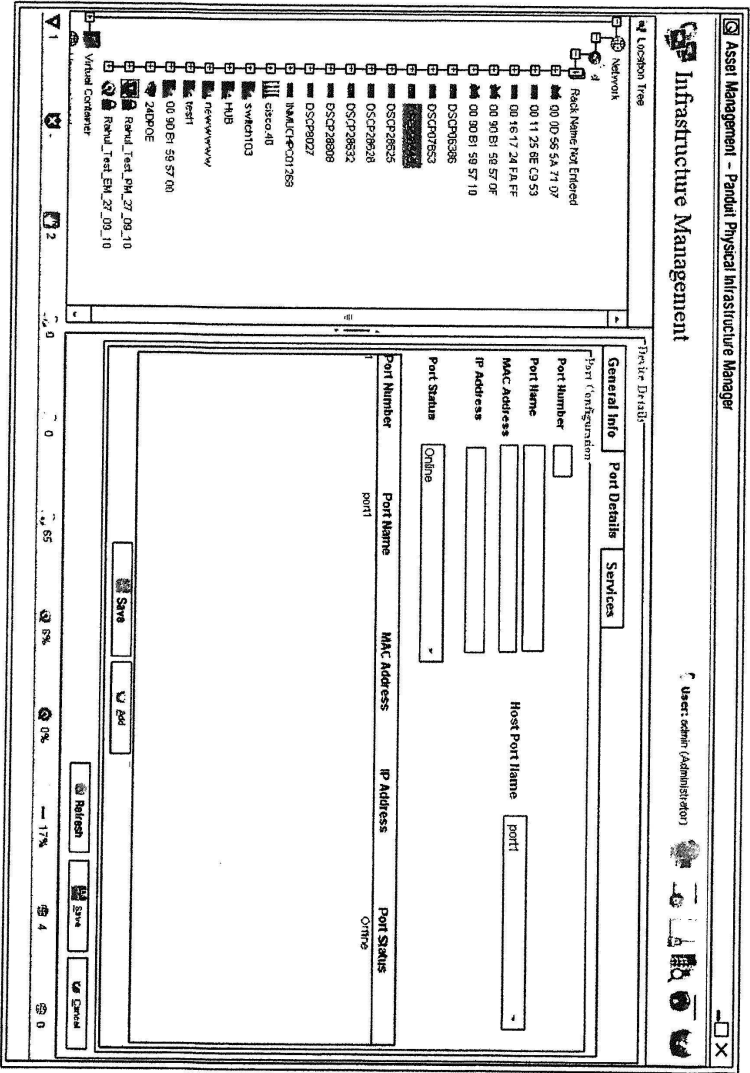 Asset Management - Panduit Physical Infrastructure Manager
Infrastructure Management
User: admin (Administrator)
Location Tree
Network
Rack Name Not Entered
00 0D 56 5A 71 07
00 11 25 6E C9 53
00 16 17 24 FA FF
00 90 B1 59 57 0F
00 90 B1 59 57 10
DSCP06386
DSCP07853
DSCP28625
DSCP28628
DSCP28632
DSCP28808
DSCP9027
INMUCHPC01269
cisco.40
switch103
HUB
newwwww
test1
00 90 B1 59 57 00
24DPOE
Rahul_Test_PM_27_09_10
Rahul_Test_EM_27_09_10
Virtual Container
Device Details
General Info
Port Details
Services
Port Configuration
Port Number
Port Name
Host Port Name
port1
MAC Address
IP Address
Port Status
Online
Port Number Port Name MAC Address IP Address Port Status
1 port1 Offline
Save
Add
Refresh
Save
Cancel
1
2
0
0
65
6%
0%
17%
4
0